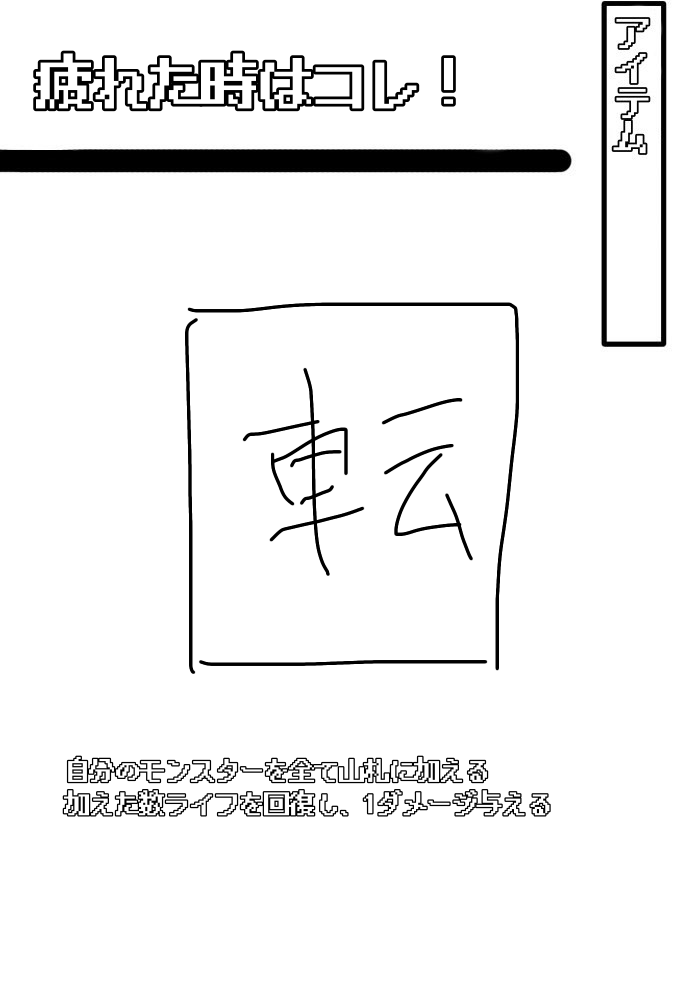 疲れた時はコレ！
アイテム
転
自分のモンスターを全て山札に加える
加えた数ライフを回復し、1ダメージ与える